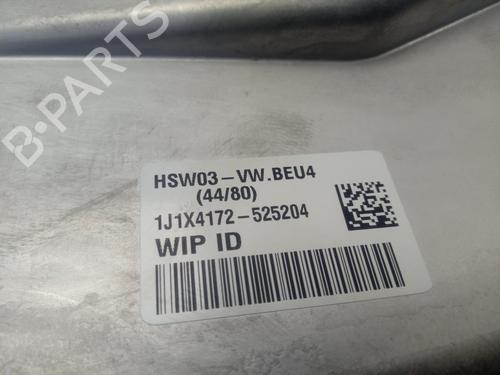 B-PARTS
HSW03-VW.BEU4
(44/80)
1J1X4172-525204
WIP ID